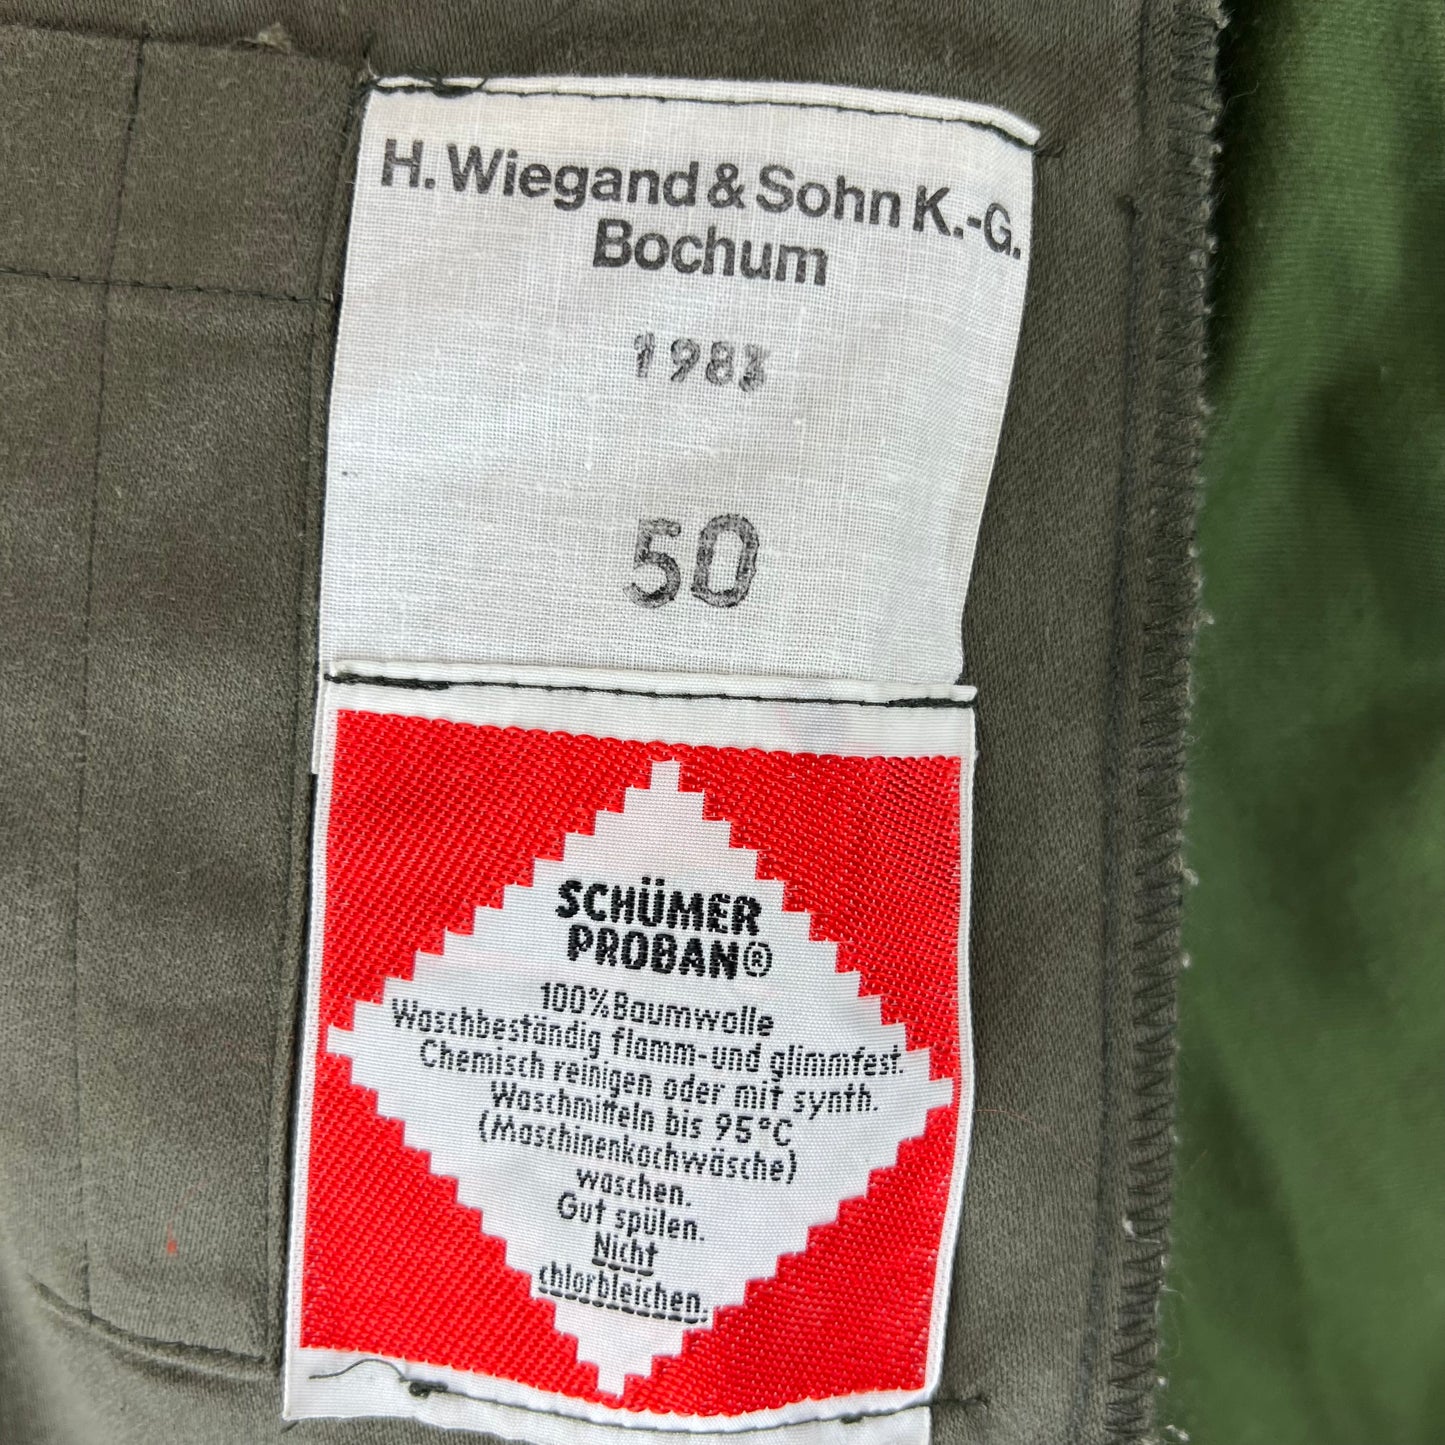 H. Wiegand & Sohn K.-G.
Bochum
1983
50
SCHÜMER
PROBAN®
100% Baumwolle
Waschbeständig flamm-und glimmfest.
Chemisch reinigen oder mit synth.
Waschmitteln bis 95°C
(Maschinenkochwäsche)
waschen.
Gut spülen.
Nicht
chlorbleichen.